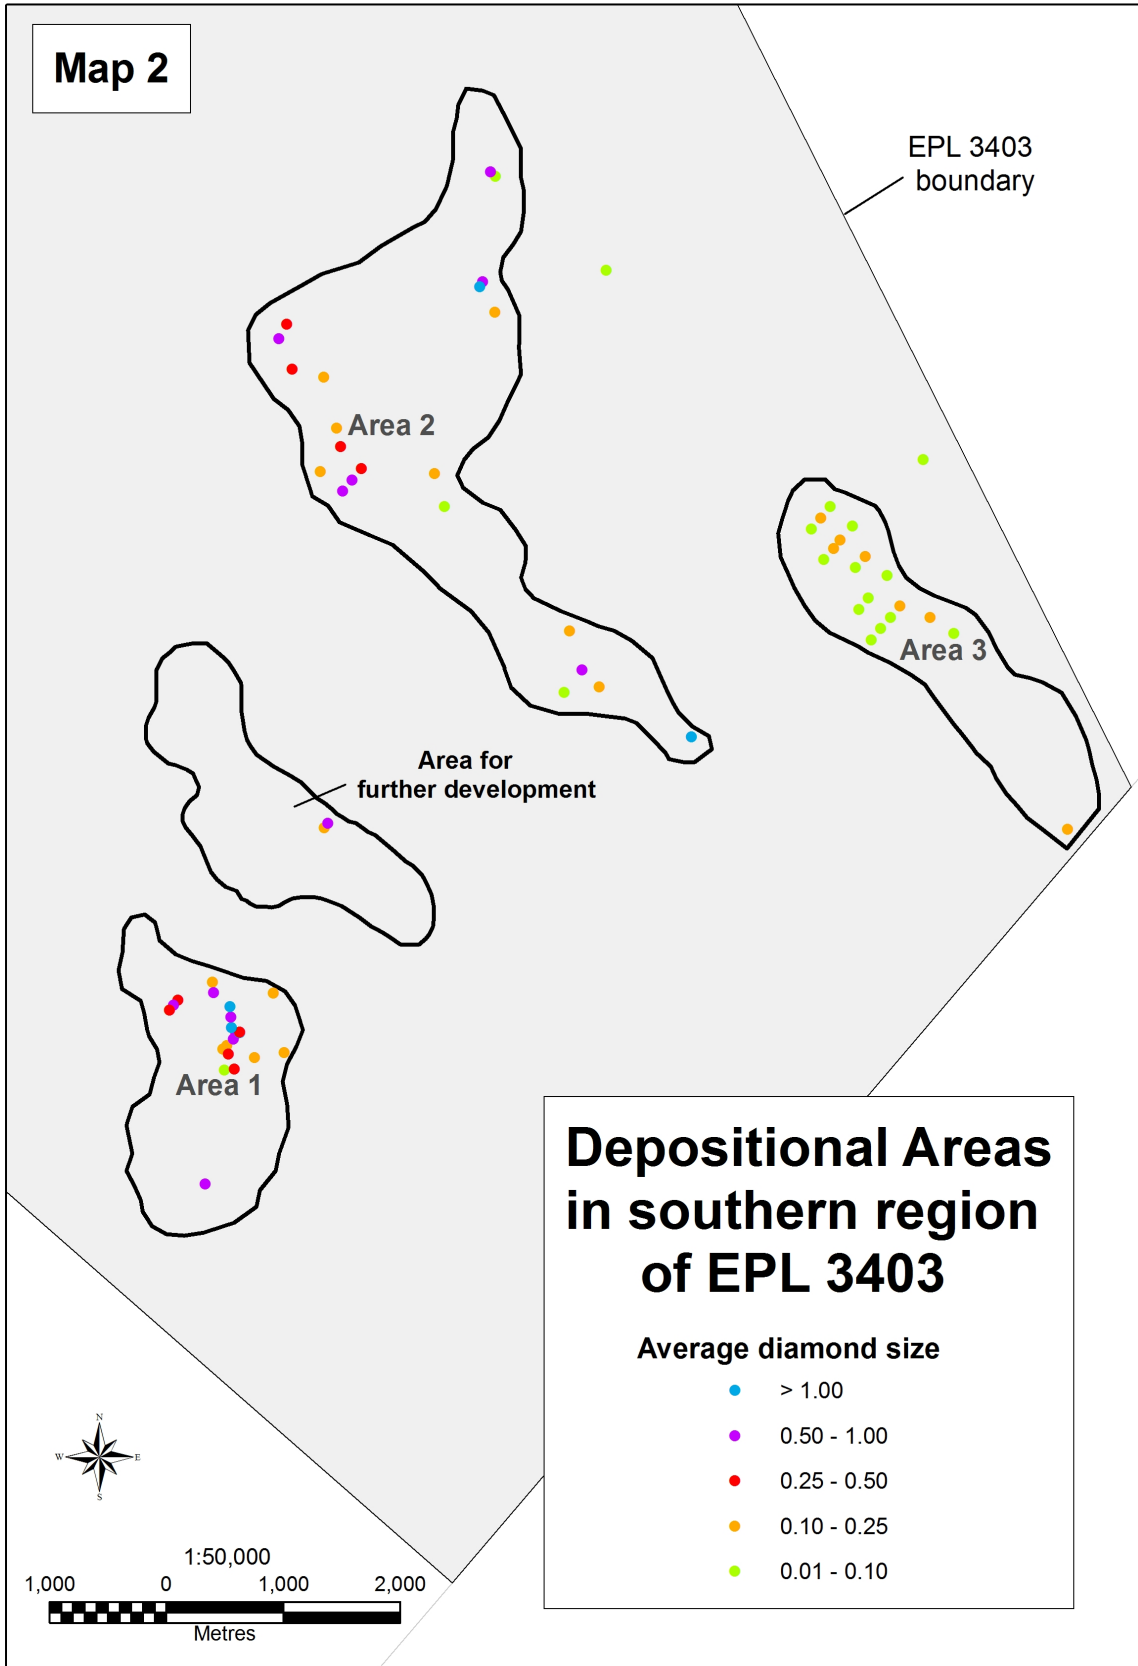 Map 2
EPL 3403
boundary
Area 2
Area 3
Area for
further development
Area 1
Depositional Areas
in southern region
of EPL 3403
Average diamond size
> 1.00
0.50 - 1.00
0.25 - 0.50
0.10 - 0.25
0.01 - 0.10
N
W E
S
1:50,000
1,000 0 1,000 2,000
Metres